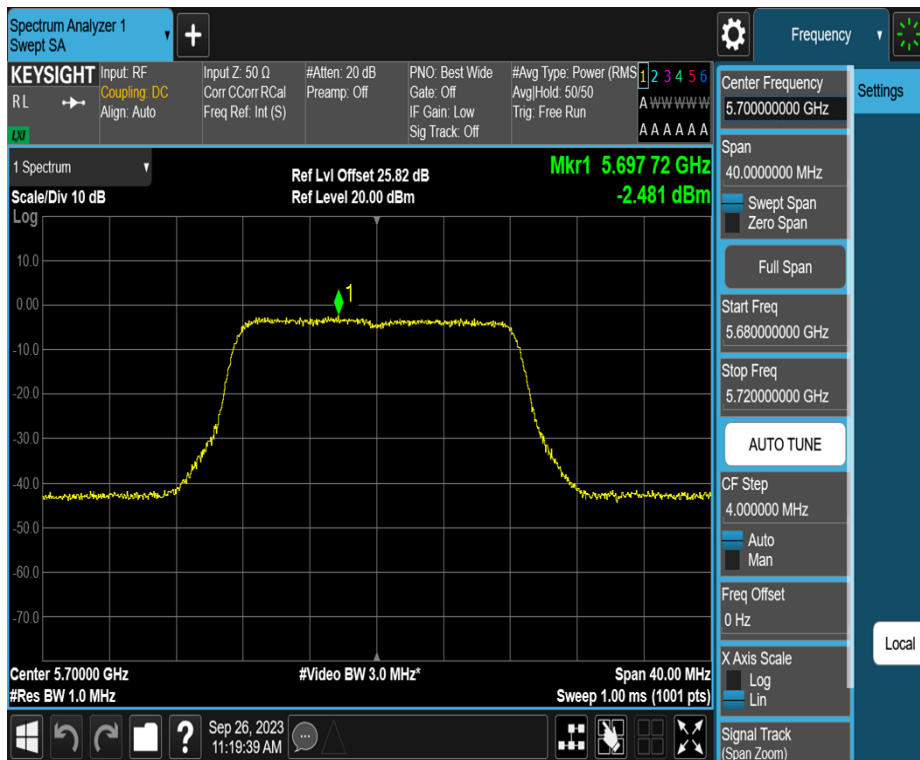 Spectrum Analyzer 1
Swept SA
+
Frequency
KEYSIGHT
R L
LXI
Input: RF
Coupling: DC
Align: Auto
Input Z: 50 Ω
Corr CCorr RCal
Freq Ref: Int (S)
#Atten: 20 dB
Preamp: Off
PNO: Best Wide
Gate: Off
IF Gain: Low
Sig Track: Off
#Avg Type: Power (RMS
Avg|Hold: 50/50
Trig: Free Run
1 2 3 4 5 6
A W W W W W
A A A A A A
1 Spectrum
Scale/Div 10 dB
Log
Ref Lvl Offset 25.82 dB
Ref Level 20.00 dBm
Mkr1 5.697 72 GHz
-2.481 dBm
1
10.0
0.00
-10.0
-20.0
-30.0
-40.0
-50.0
-60.0
-70.0
Center 5.70000 GHz
#Res BW 1.0 MHz
#Video BW 3.0 MHz*
Span 40.00 MHz
Sweep 1.00 ms (1001 pts)
Center Frequency
5.700000000 GHz
Span
40.0000000 MHz
Swept Span
Zero Span
Full Span
Start Freq
5.680000000 GHz
Stop Freq
5.720000000 GHz
AUTO TUNE
CF Step
4.000000 MHz
Auto
Man
Freq Offset
0 Hz
X Axis Scale
Log
Lin
Signal Track
(Span Zoom)
Settings
Local
?
Sep 26, 2023
11:19:39 AM